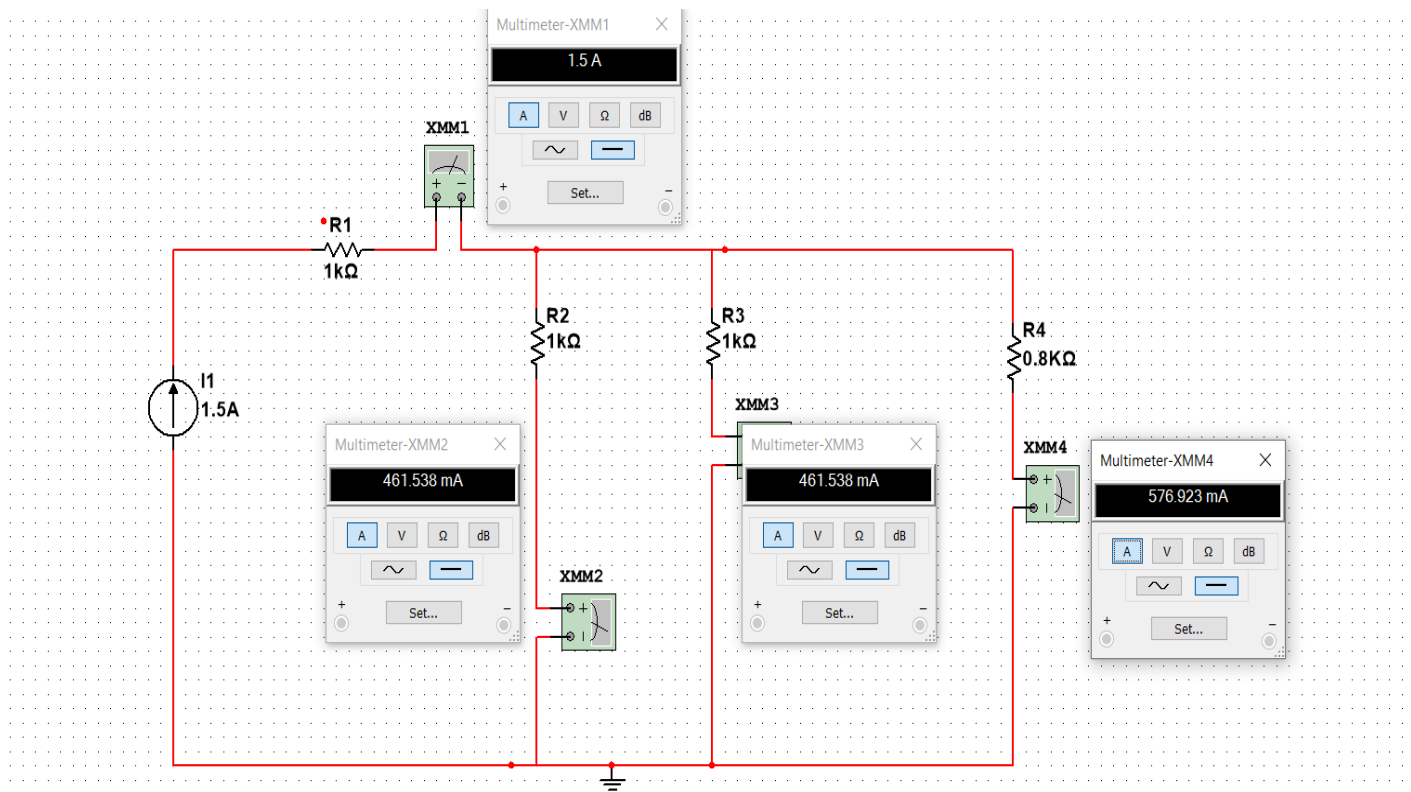 Multimeter-XMM1
1.5 A
A V Ω dB
+ Set... −
XMM1
+ −
R1
1kΩ
R2
1kΩ
R3
1kΩ
R4
0.8KΩ
I1
1.5A
XMM3
Multimeter-XMM2
461.538 mA
A V Ω dB
+ Set... −
Multimeter-XMM3
461.538 mA
A V Ω dB
+ Set... −
XMM4
+
Multimeter-XMM4
576.923 mA
A V Ω dB
+ Set... −
XMM2
+